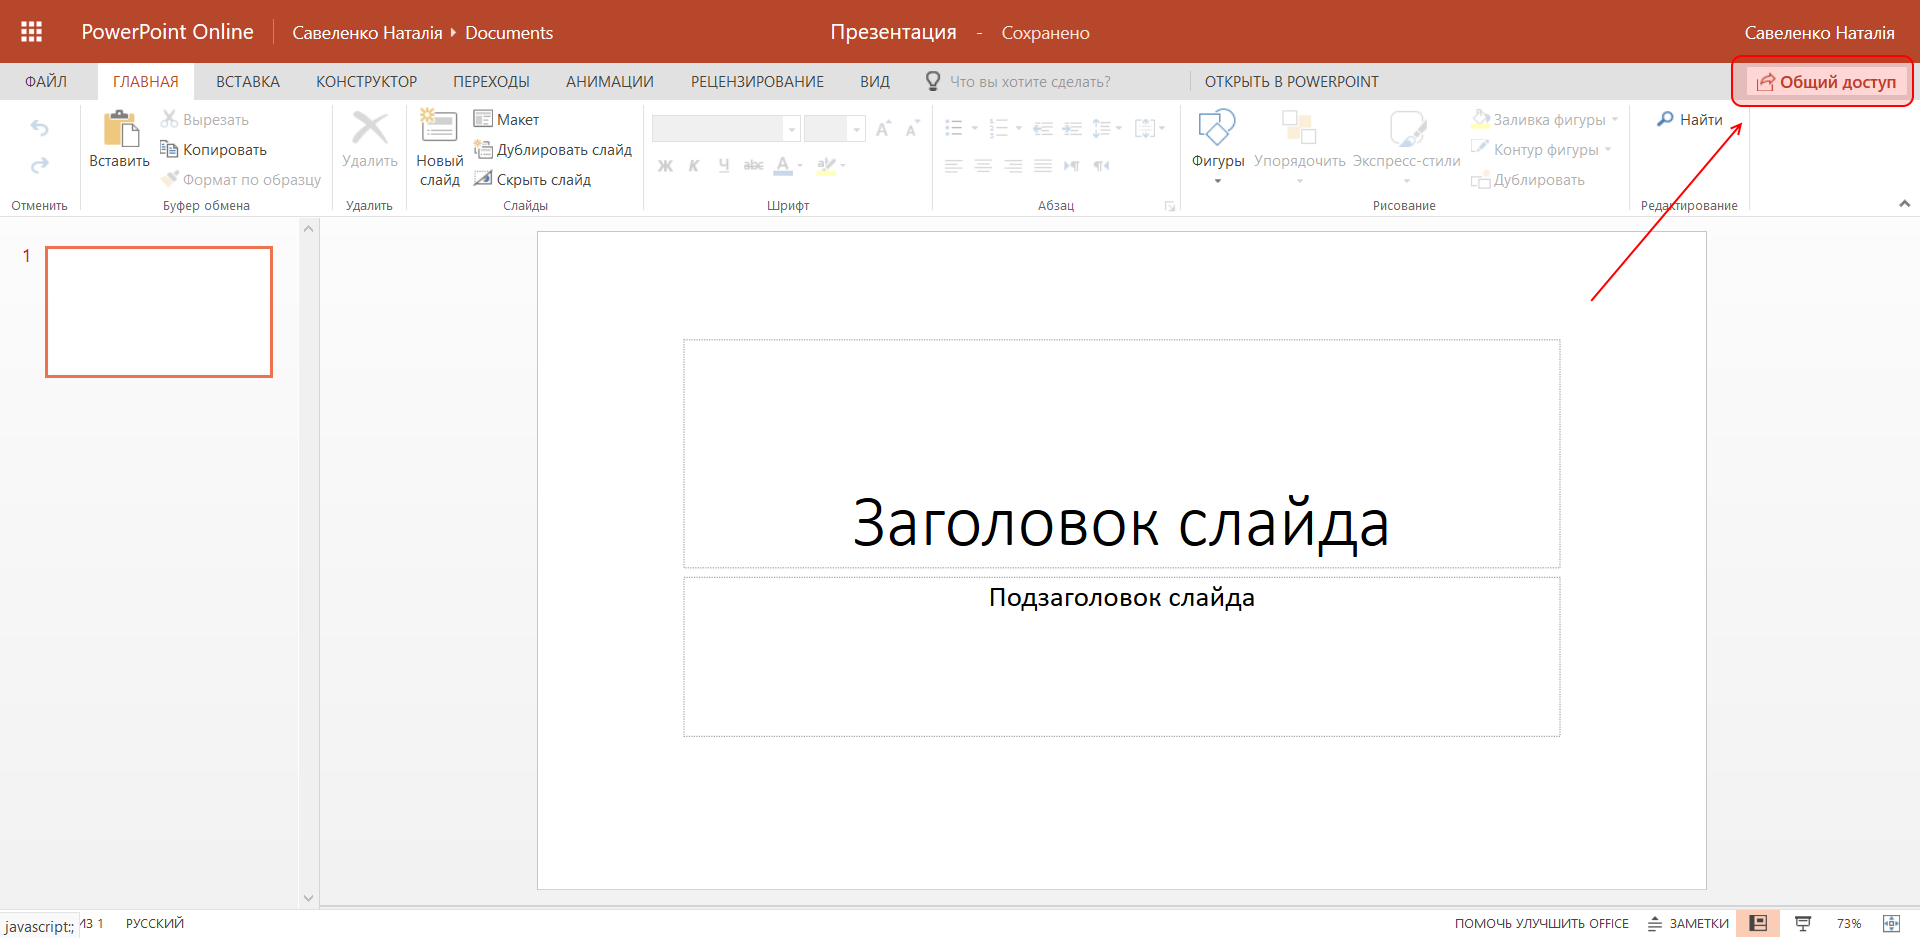 PowerPoint Online Савеленко Наталія Documents Презентация - Сохранено Савеленко Наталія
ФАЙЛ ГЛАВНАЯ ВСТАВКА КОНСТРУКТОР ПЕРЕХОДЫ АНИМАЦИИ РЕЦЕНЗИРОВАНИЕ ВИД Что вы хотите сделать? ОТКРЫТЬ В POWERPOINT Общий доступ
Вырезать Макет Заливка фигуры Найти
Вставить Копировать Удалить Новый слайд Дублировать слайд Фигуры Упорядочить Экспресс-стили Контур фигуры
Формат по образцу Скрыть слайд Ж К Ч abc А ab Дублировать
Отменить Буфер обмена Удалить Слайды Шрифт Абзац Рисование Редактирование
1
Заголовок слайда
Подзаголовок слайда
javascript:; ИЗ 1 РУССКИЙ ПОМОЧЬ УЛУЧШИТЬ OFFICE ЗАМЕТКИ 73%